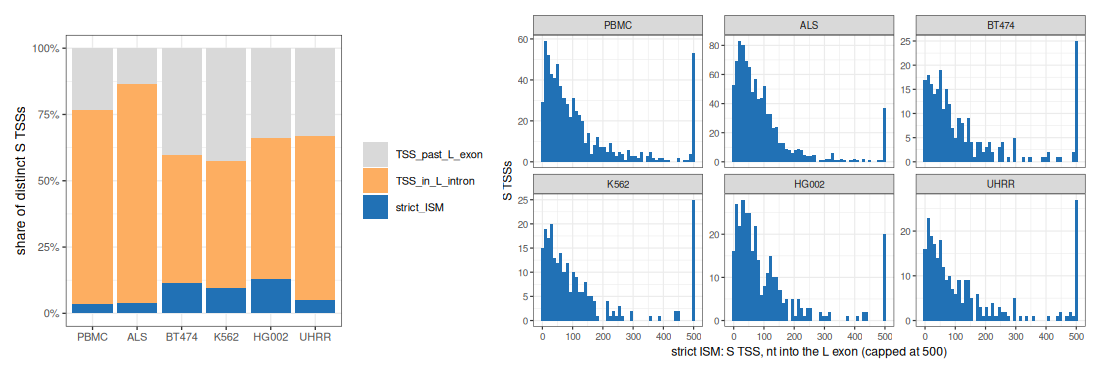 share of distinct S TSSs
100%
75%
50%
25%
0%
PBMC ALS BT474 K562 HG002 UHRR
TSS_past_L_exon
TSS_in_L_intron
strict_ISM
S TSSs
PBMC
60
40
20
0
ALS
80
60
40
20
0
BT474
25
20
15
10
5
0
K562
25
20
15
10
5
0
HG002
20
10
0
UHRR
20
10
0
0 100 200 300 400 500
0 100 200 300 400 500
0 100 200 300 400 500
strict ISM: S TSS, nt into the L exon (capped at 500)